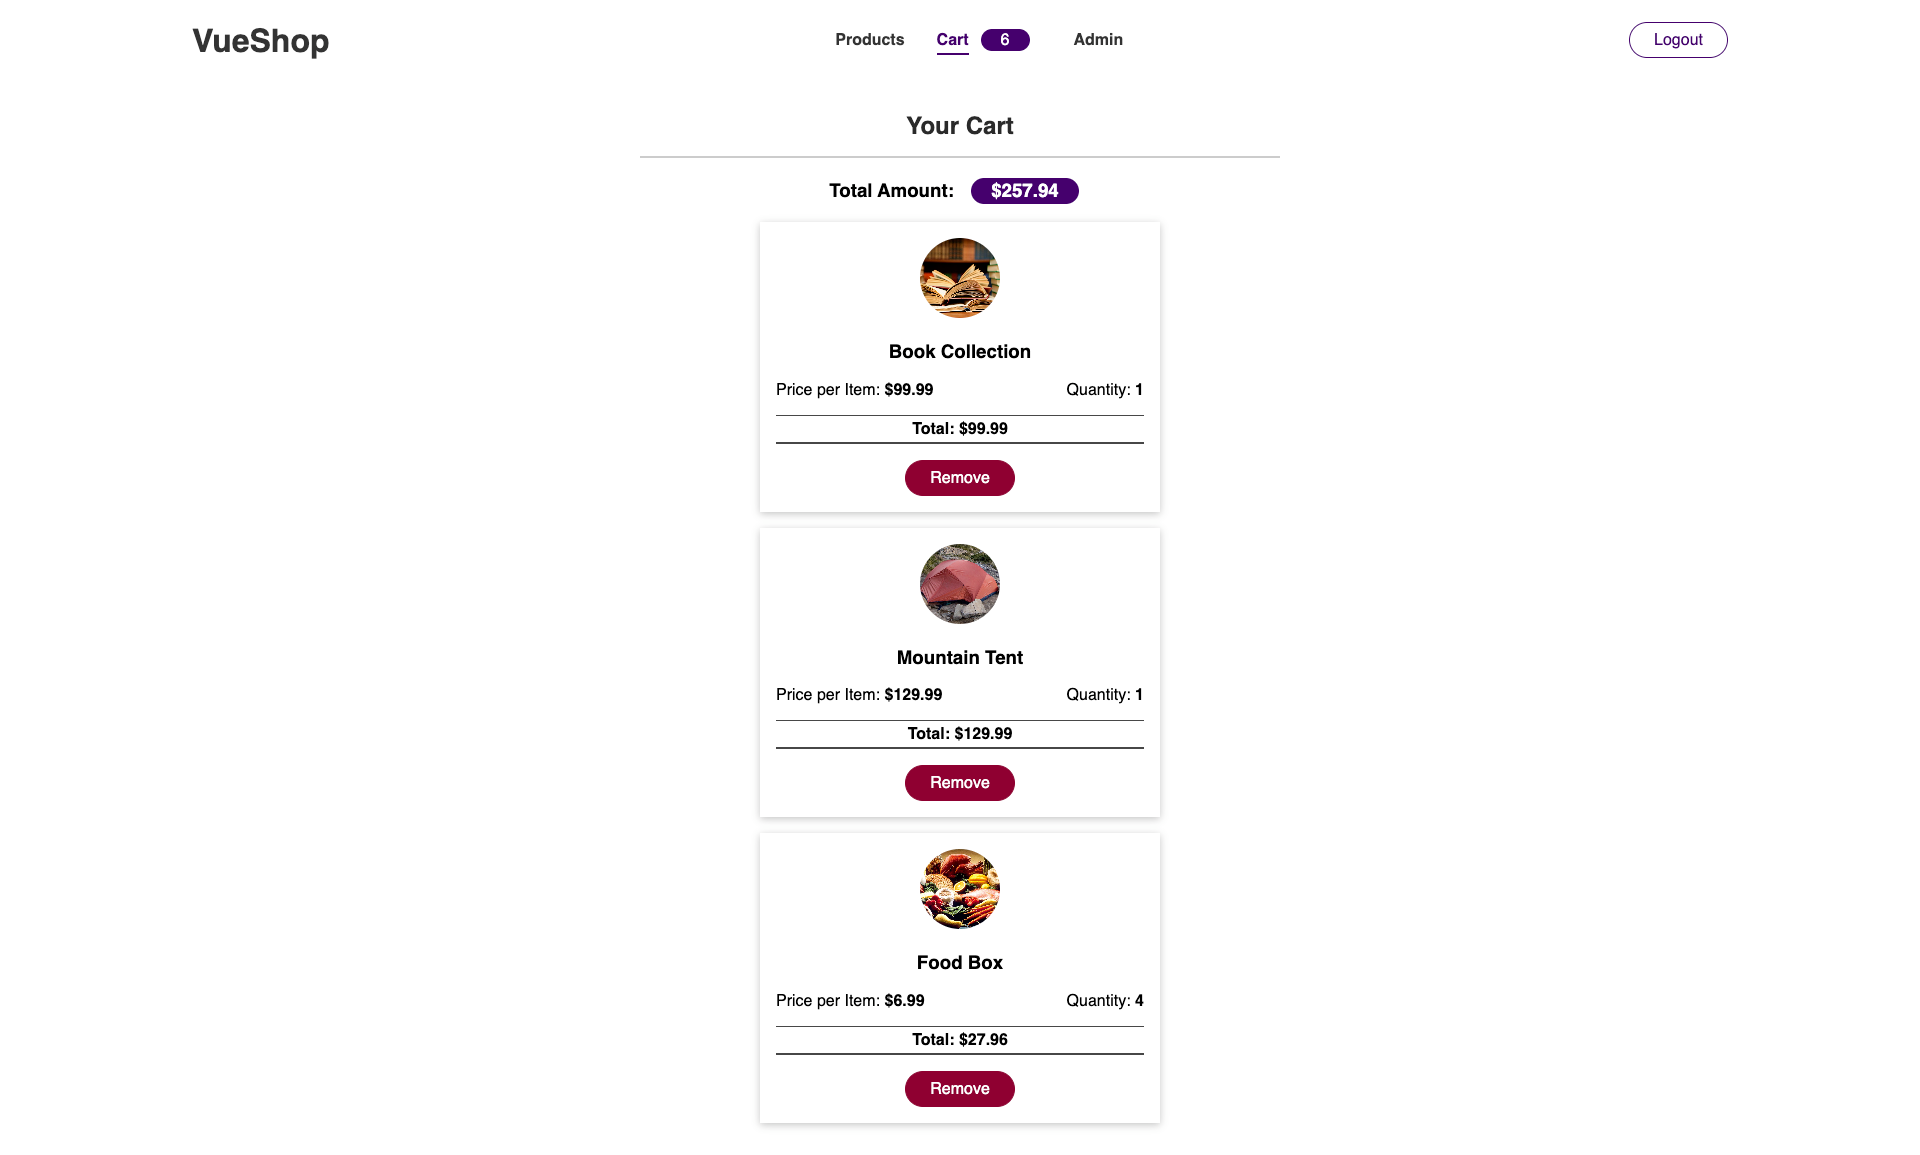 VueShop
Products Cart 6 Admin
Logout
Your Cart
Total Amount: $257.94
Book Collection
Price per Item: $99.99 Quantity: 1
Total: $99.99
Remove
Mountain Tent
Price per Item: $129.99 Quantity: 1
Total: $129.99
Remove
Food Box
Price per Item: $6.99 Quantity: 4
Total: $27.96
Remove